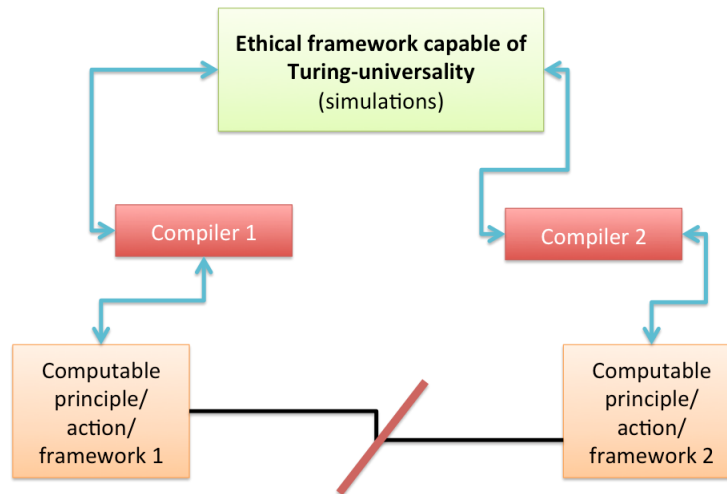 Ethical framework capable of
Turing-universality
(simulations)
Compiler 1
Compiler 2
Computable
principle/
action/
framework 1
Computable
principle/
action/
framework 2